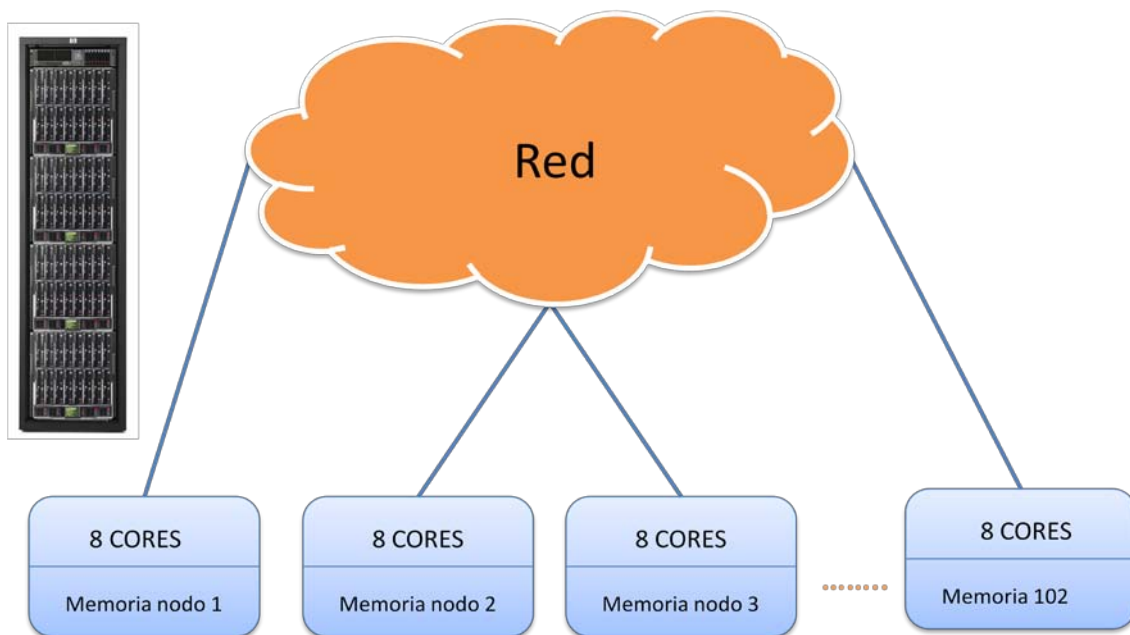 Red
8 CORES
Memoria nodo 1
8 CORES
Memoria nodo 2
8 CORES
Memoria nodo 3
8 CORES
Memoria 102